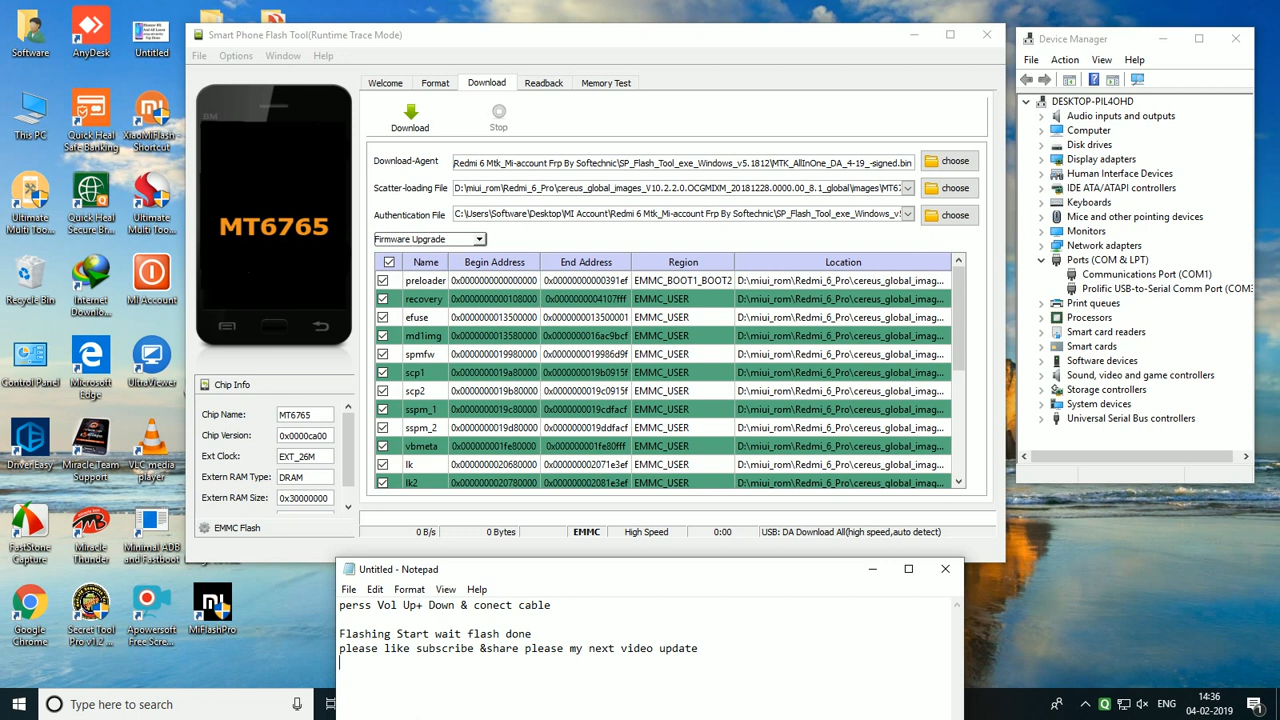 Software
AnyDesk
Untitled
This PC
Quick Heal
Safe Banking
XiaoMiFlash -
Shortcut
Ultimate
Multi Too...
Quick Heal
Secure Br...
Ultimate
Multi Too...
Recycle Bin
Internet
Downlo...
Mi Account
Control Panel
Microsoft
Edge
UltraViewer
DriverEasy
Miracle Team
Support
VLC media
player
FastStone
Capture
Miracle
Thunder
Minimal ADB
and Fastboot
Google
Chrome
Secret Tool
Pro v1.2 ...
Apowersoft
Free Scre...
MiFlashPro
Smart Phone Flash Tool(Runtime Trace Mode)
File Options Window Help
BM
MT6765
Chip Info
Chip Name: MT6765
Chip Version: 0x0000ca00
Ext Clock: EXT_26M
Extern RAM Type: DRAM
Extern RAM Size: 0x30000000
EMMC Flash
Welcome Format Download Readback Memory Test
Download Stop
Download-Agent Redmi 6 Mtk_Mi-account Frp By Softechnic\SP_Flash_Tool_exe_Windows_v5.1812\MTK_AllInOne_DA_4-19_-signed.bin choose
Scatter-loading File D:\miui_rom\Redmi_6_Pro\cereus_global_images_V10.2.2.0.OCGMIXM_20181228.0000.00_8.1_global\images\MT67 choose
Authentication File C:\Users\Software\Desktop\MI Account\Redmi 6 Mtk_Mi-account Frp By Softechnic\SP_Flash_Tool_exe_Windows_v5 choose
Firmware Upgrade
Name Begin Address End Address Region Location
preloader 0x0000000000000000 0x00000000000391ef EMMC_BOOT1_BOOT2 D:\miui_rom\Redmi_6_Pro\cereus_global_imag...
recovery 0x0000000000108000 0x0000000004107fff EMMC_USER D:\miui_rom\Redmi_6_Pro\cereus_global_imag...
efuse 0x0000000013500000 0x0000000013500001 EMMC_USER D:\miui_rom\Redmi_6_Pro\cereus_global_imag...
md1img 0x0000000013580000 0x0000000016ac9bcf EMMC_USER D:\miui_rom\Redmi_6_Pro\cereus_global_imag...
spmfw 0x0000000019980000 0x0000000019986d9f EMMC_USER D:\miui_rom\Redmi_6_Pro\cereus_global_imag...
scp1 0x0000000019a80000 0x0000000019b0915f EMMC_USER D:\miui_rom\Redmi_6_Pro\cereus_global_imag...
scp2 0x0000000019b80000 0x0000000019c0915f EMMC_USER D:\miui_rom\Redmi_6_Pro\cereus_global_imag...
sspm_1 0x0000000019c80000 0x0000000019cdfacf EMMC_USER D:\miui_rom\Redmi_6_Pro\cereus_global_imag...
sspm_2 0x0000000019d80000 0x0000000019ddfacf EMMC_USER D:\miui_rom\Redmi_6_Pro\cereus_global_imag...
vbmeta 0x000000001fe80000 0x000000001fe80fff EMMC_USER D:\miui_rom\Redmi_6_Pro\cereus_global_imag...
lk 0x0000000020680000 0x000000002071e3ef EMMC_USER D:\miui_rom\Redmi_6_Pro\cereus_global_imag...
lk2 0x0000000020780000 0x000000002081e3ef EMMC_USER D:\miui_rom\Redmi_6_Pro\cereus_global_imag...
0 B/s 0 Bytes EMMC High Speed 0:00 USB: DA Download All(high speed,auto detect)
Device Manager
File Action View Help
DESKTOP-PIL4OHD
Audio inputs and outputs
Computer
Disk drives
Display adapters
Human Interface Devices
IDE ATA/ATAPI controllers
Keyboards
Mice and other pointing devices
Monitors
Network adapters
Ports (COM & LPT)
Communications Port (COM1)
Prolific USB-to-Serial Comm Port (COM3
Print queues
Processors
Smart card readers
Smart cards
Software devices
Sound, video and game controllers
Storage controllers
System devices
Universal Serial Bus controllers
Untitled - Notepad
File Edit Format View Help
perss Vol Up+ Down & conect cable
Flashing Start wait flash done
please like subscribe &share please my next video update
Type here to search
ENG
14:36
04-02-2019
1